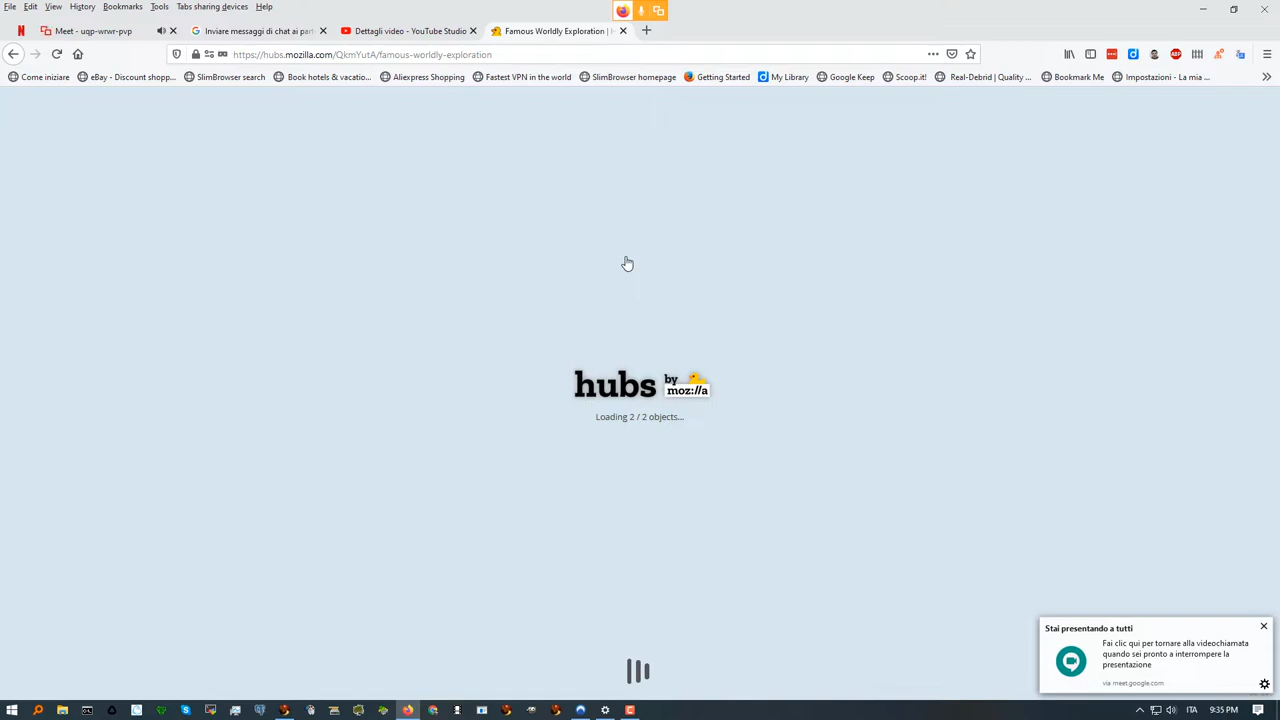 File Edit View History Bookmarks Tools Tabs sharing devices Help
Meet - uqp-wrwr-pvp Inviare messaggi di chat ai part Dettagli video - YouTube Studio Famous Worldly Exploration
https://hubs.mozilla.com/QkmYutA/famous-worldly-exploration
Come iniziare eBay - Discount shopp... SlimBrowser search Book hotels & vacatio... Aliexpress Shopping Fastest VPN in the world SlimBrowser homepage Getting Started My Library Google Keep Scoop.it! Real-Debrid | Quality ... Bookmark Me Impostazioni - La mia ...
hubs by moz://a
Loading 2 / 2 objects...
Stai presentando a tutti
Fai clic qui per tornare alla videochiamata
quando sei pronto a interrompere la
presentazione
via meet.google.com
ITA 9:35 PM